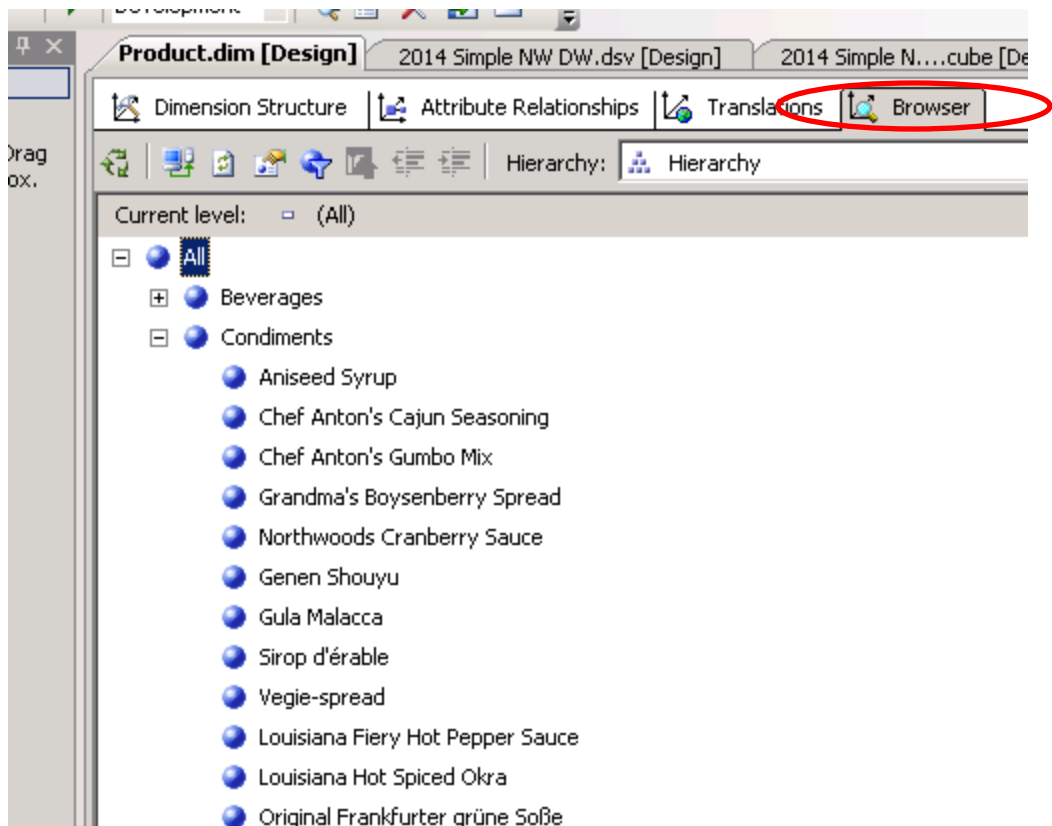 Development
Product.dim [Design] 2014 Simple NW DW.dsv [Design] 2014 Simple N....cube [De
Dimension Structure Attribute Relationships Translations Browser
Drag
ox.
Hierarchy: Hierarchy
Current level: (All)
All
Beverages
Condiments
Aniseed Syrup
Chef Anton's Cajun Seasoning
Chef Anton's Gumbo Mix
Grandma's Boysenberry Spread
Northwoods Cranberry Sauce
Genen Shouyu
Gula Malacca
Sirop d'érable
Vegie-spread
Louisiana Fiery Hot Pepper Sauce
Louisiana Hot Spiced Okra
Original Frankfurter grüne Soße